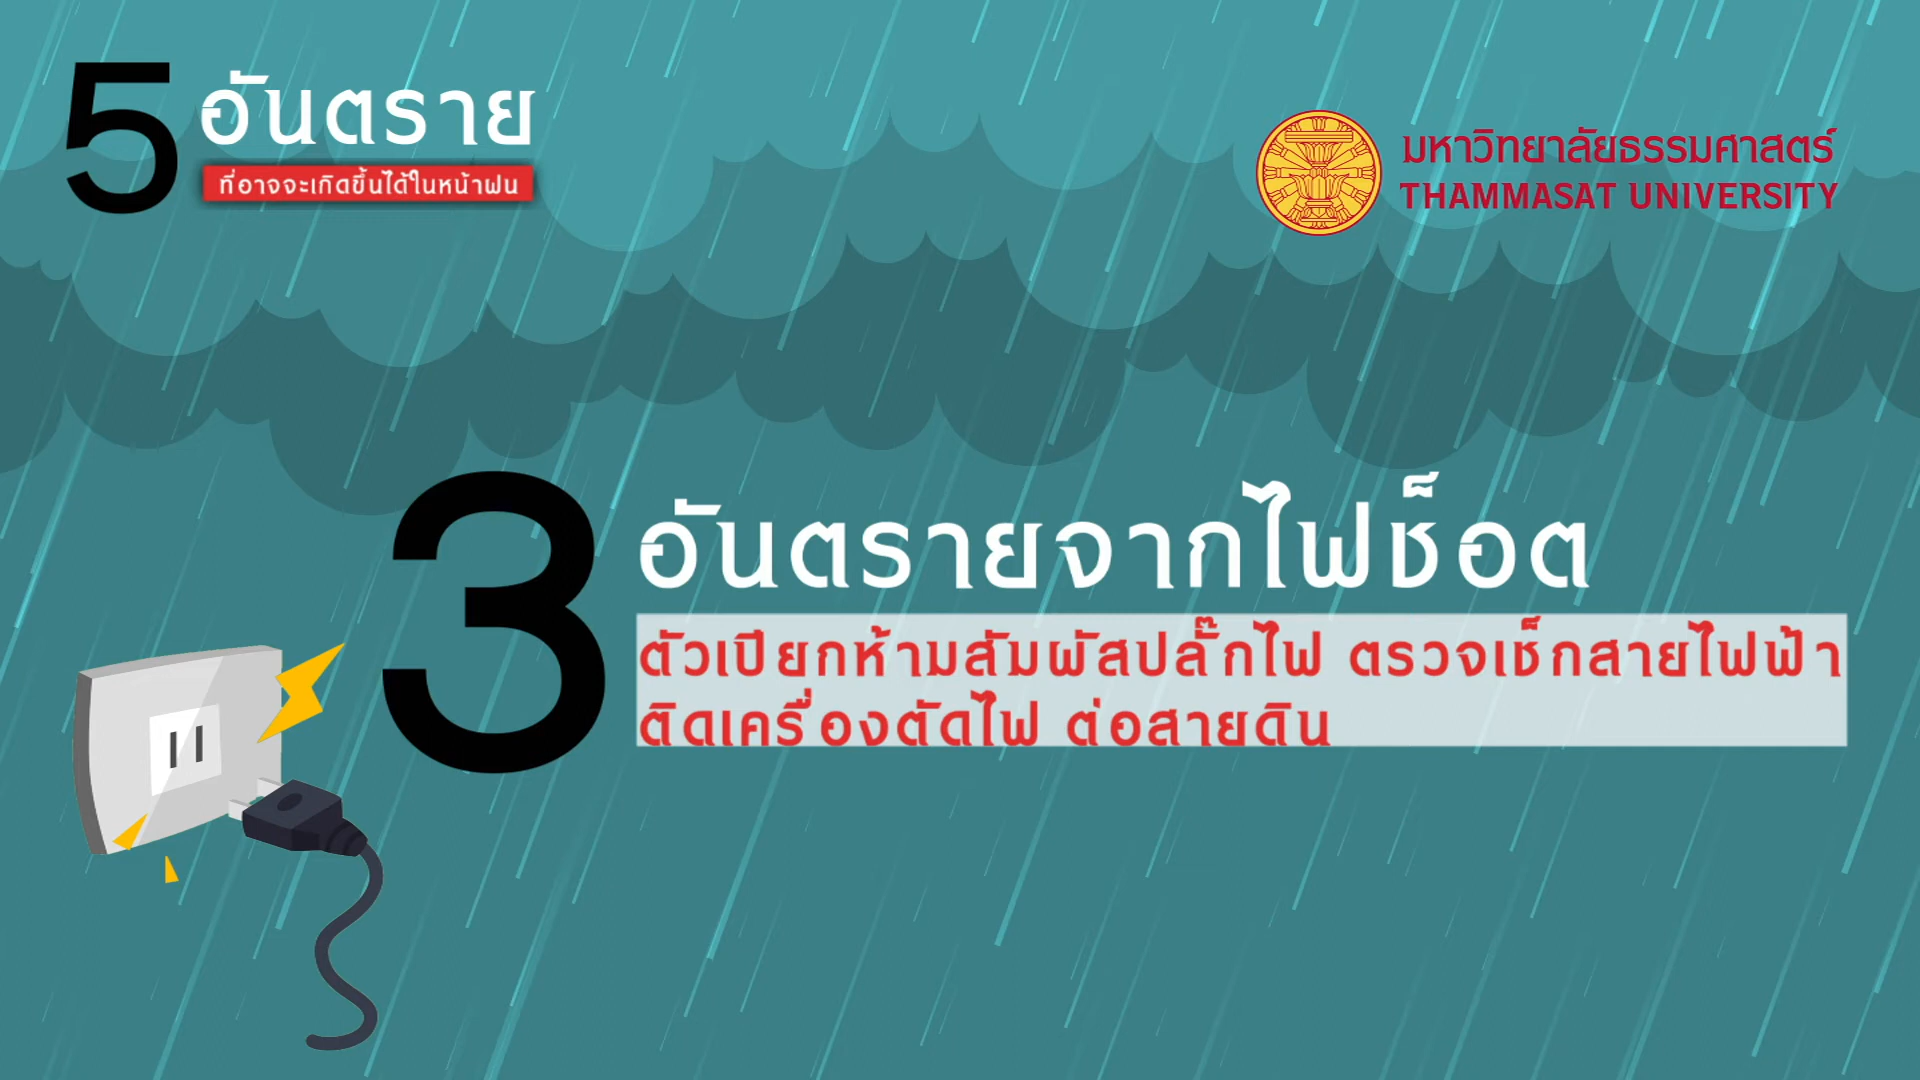 5 อันตราย
ที่อาจจะเกิดขึ้นได้ในหน้าฝน
มหาวิทยาลัยธรรมศาสตร์
THAMMASAT UNIVERSITY
3 อันตรายจากไฟช็อต
ตัวเปียกห้ามสัมผัสปลั๊กไฟ ตรวจเช็กสายไฟฟ้า
ติดเครื่องตัดไฟ ต่อสายดิน